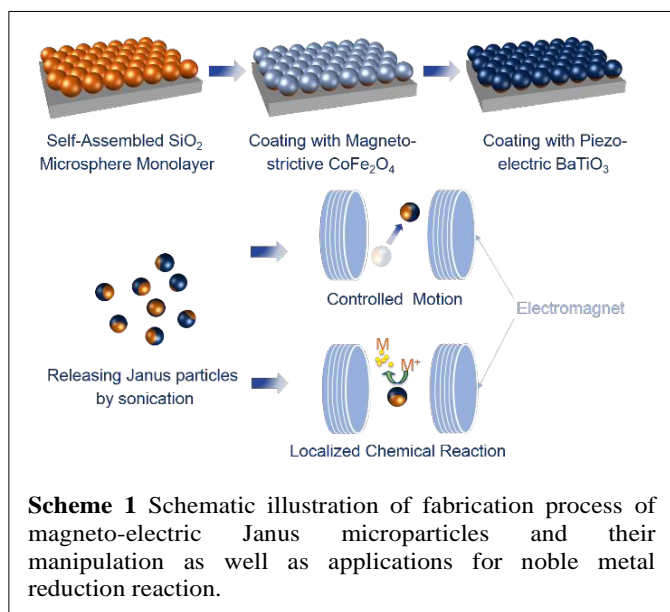 Self-Assembled SiO₂
Microsphere Monolayer
Coating with Magneto-
strictive CoFe₂O₄
Coating with Piezo-
electric BaTiO₃
Controlled Motion
Electromagnet
Releasing Janus particles
by sonication
M
M⁺
Localized Chemical Reaction
Scheme 1 Schematic illustration of fabrication process of
magneto-electric Janus microparticles and their
manipulation as well as applications for noble metal
reduction reaction.